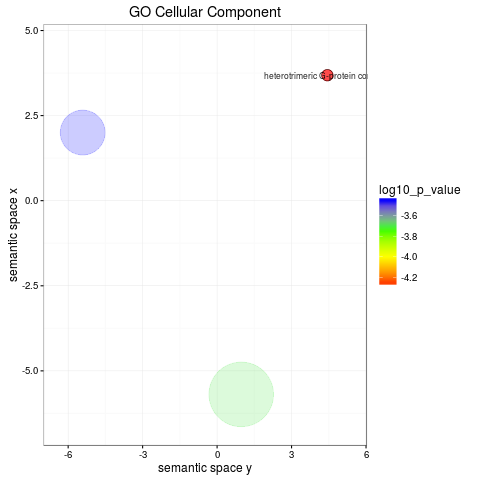 GO Cellular Component
5.0
2.5
0.0
-2.5
-5.0
semantic space x
heterotrimeric G-protein co
-6
-3
0
3
6
semantic space y
log10_p_value
-3.6
-3.8
-4.0
-4.2